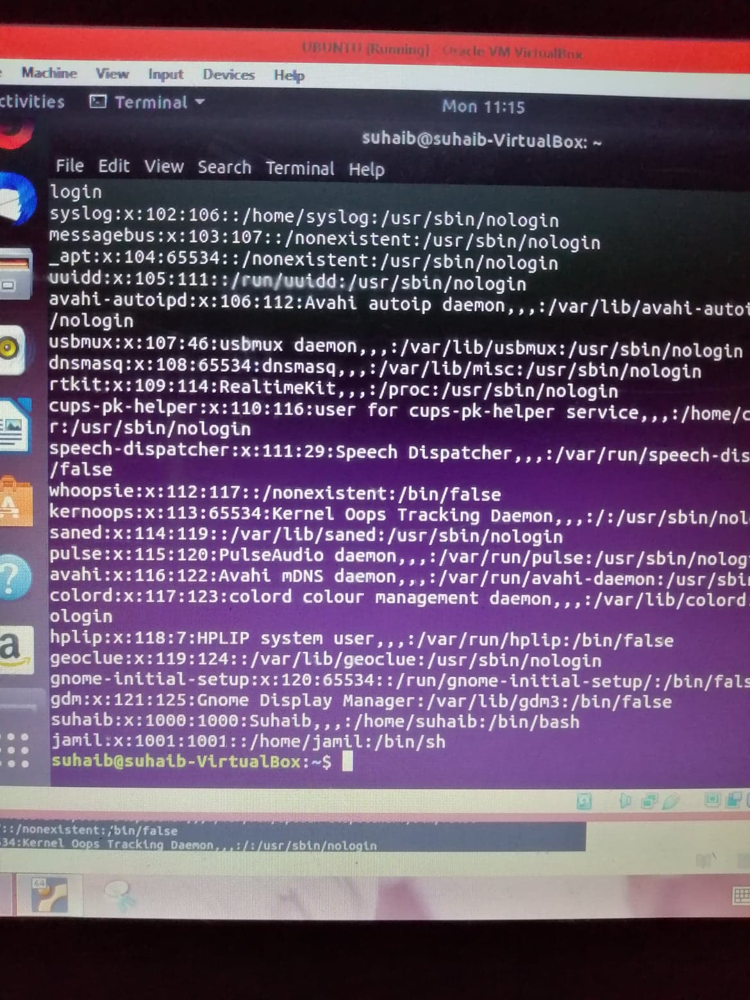 UBUNTU [Running] - Oracle VM VirtualBox
Machine View Input Devices Help
ctivities Terminal Mon 11:15
suhaib@suhaib-VirtualBox: ~
File Edit View Search Terminal Help
login
syslog:x:102:106::/home/syslog:/usr/sbin/nologin
messagebus:x:103:107::/nonexistent:/usr/sbin/nologin
_apt:x:104:65534::/nonexistent:/usr/sbin/nologin
uuidd:x:105:111::/run/uuidd:/usr/sbin/nologin
avahi-autoipd:x:106:112:Avahi autoip daemon,,,:/var/lib/avahi-autoi
/nologin
usbmux:x:107:46:usbmux daemon,,,:/var/lib/usbmux:/usr/sbin/nologin
dnsmasq:x:108:65534:dnsmasq,,,:/var/lib/misc:/usr/sbin/nologin
rtkit:x:109:114:RealtimeKit,,,:/proc:/usr/sbin/nologin
cups-pk-helper:x:110:116:user for cups-pk-helper service,,,:/home/c
r:/usr/sbin/nologin
speech-dispatcher:x:111:29:Speech Dispatcher,,,:/var/run/speech-dis
/false
whoopsie:x:112:117::/nonexistent:/bin/false
kernoops:x:113:65534:Kernel Oops Tracking Daemon,,,:/:/usr/sbin/nol
saned:x:114:119::/var/lib/saned:/usr/sbin/nologin
pulse:x:115:120:PulseAudio daemon,,,:/var/run/pulse:/usr/sbin/nolog
avahi:x:116:122:Avahi mDNS daemon,,,:/var/run/avahi-daemon:/usr/sbi
colord:x:117:123:colord colour management daemon,,,:/var/lib/colord:
ologin
hplip:x:118:7:HPLIP system user,,,:/var/run/hplip:/bin/false
geoclue:x:119:124::/var/lib/geoclue:/usr/sbin/nologin
gnome-initial-setup:x:120:65534::/run/gnome-initial-setup/:/bin/fals
gdm:x:121:125:Gnome Display Manager:/var/lib/gdm3:/bin/false
suhaib:x:1000:1000:Suhaib,,,:/home/suhaib:/bin/bash
jamil:x:1001:1001::/home/jamil:/bin/sh
suhaib@suhaib-VirtualBox:~$
::/nonexistent:/bin/false
34:Kernel Oops Tracking Daemon,,,:/:/usr/sbin/nologin
64